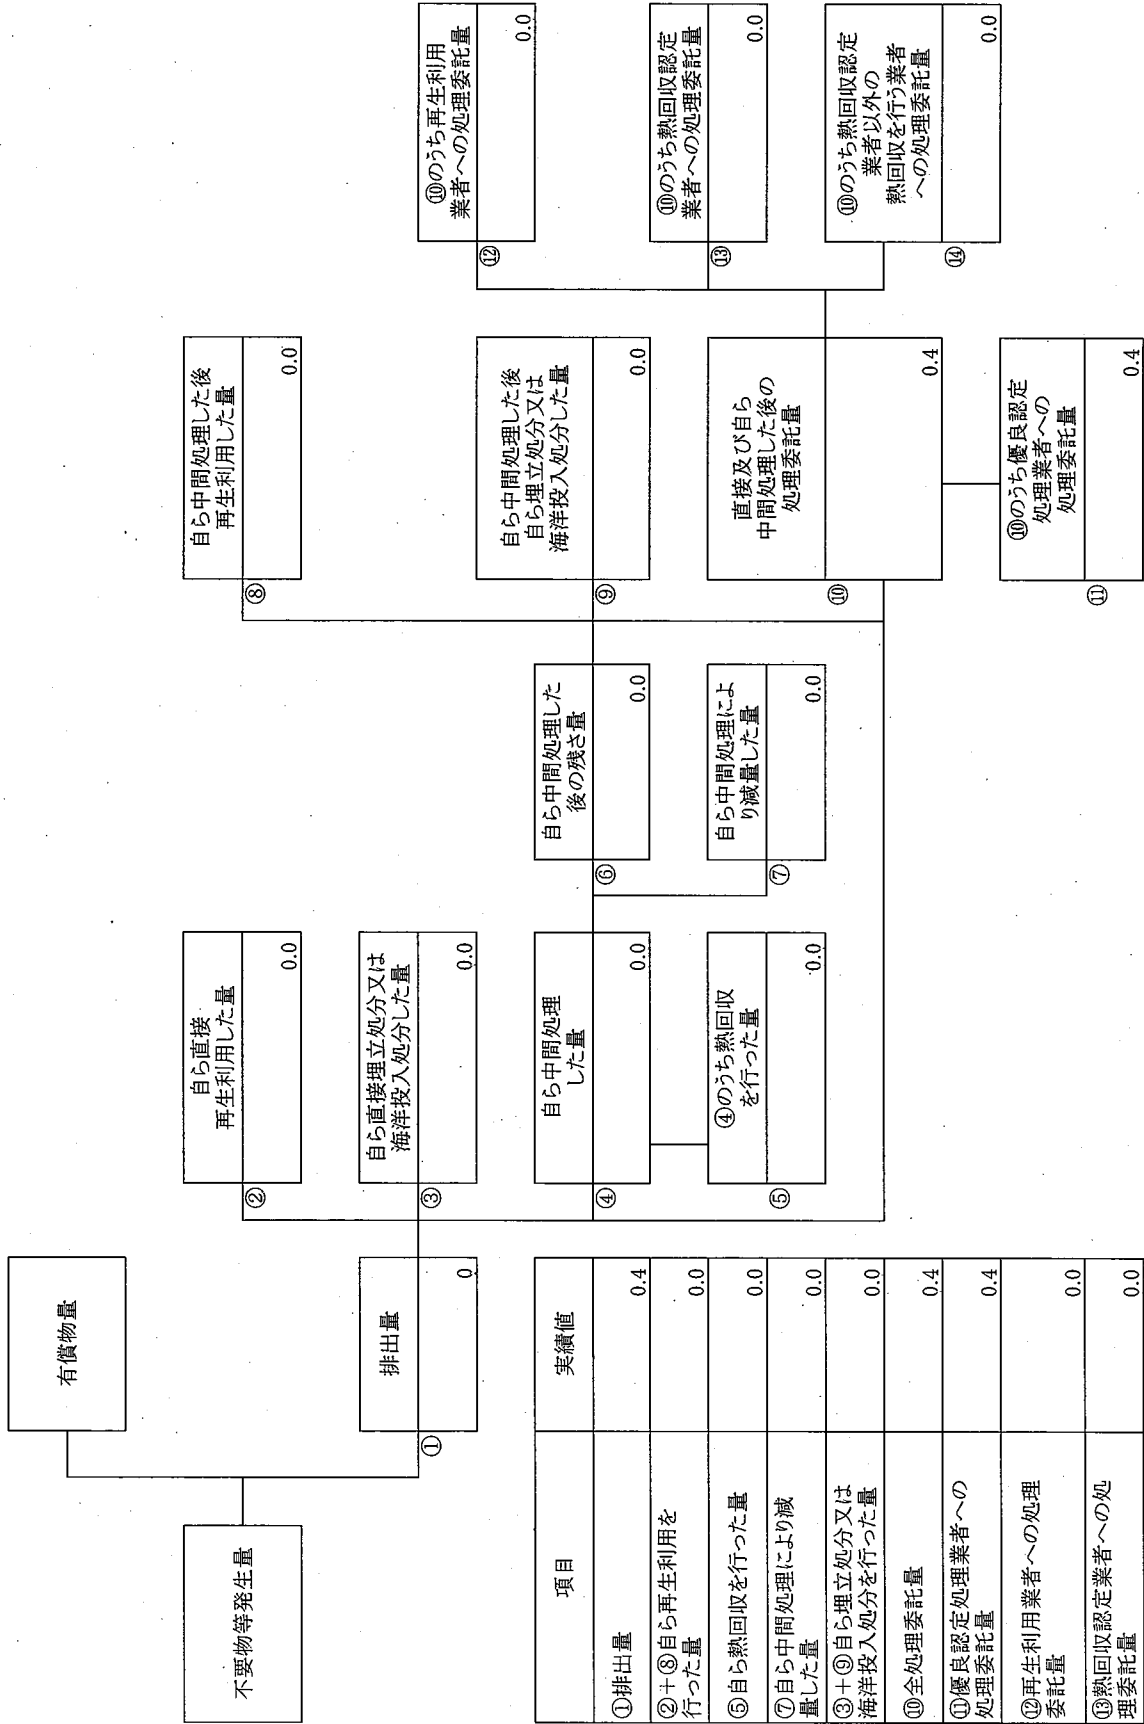 不要物等発生量
有償物量
①
排出量
0
②
自ら直接
再生利用した量
0.0
③
自ら直接埋立処分又は
海洋投入処分した量
0.0
④
自ら中間処理
した量
0.0
⑤
④のうち熱回収
を行った量
0.0
⑥
自ら中間処理した
後の残さ量
0.0
⑦
自ら中間処理によ
り減量した量
0.0
⑧
自ら中間処理した後
再生利用した量
0.0
⑨
自ら中間処理した後
自ら埋立処分又は
海洋投入処分した量
0.0
⑩
直接及び自ら
中間処理した後の
処理委託量
0.4
⑪
⑩のうち優良認定
処理業者への
処理委託量
0.4
⑫
⑩のうち再生利用
業者への処理委託量
0.0
⑬
⑩のうち熱回収認定
業者への処理委託量
0.0
⑭
⑩のうち熱回収認定
業者以外の
熱回収を行う業者
への処理委託量
0.0
項目 実績値
①排出量 0.4
②+⑧自ら再生利用を
行った量 0.0
⑤自ら熱回収を行った量 0.0
⑦自ら中間処理により減
量した量 0.0
③+⑨自ら埋立処分又は
海洋投入処分を行った量 0.0
⑩全処理委託量 0.4
⑪優良認定処理業者への
処理委託量 0.4
⑫再生利用業者への処理
委託量 0.0
⑬熱回収認定業者への処
理委託量 0.0